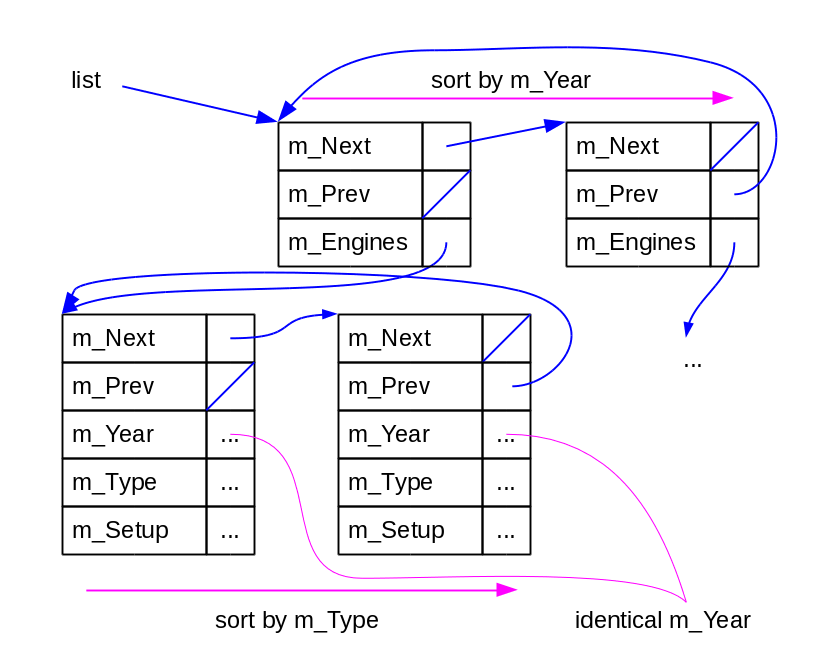 list
sort by m_Year
m_Next
m_Prev
m_Engines
m_Next
m_Prev
m_Engines
...
m_Next
m_Prev
m_Year ...
m_Type ...
m_Setup ...
m_Next
m_Prev
m_Year ...
m_Type ...
m_Setup ...
sort by m_Type
identical m_Year